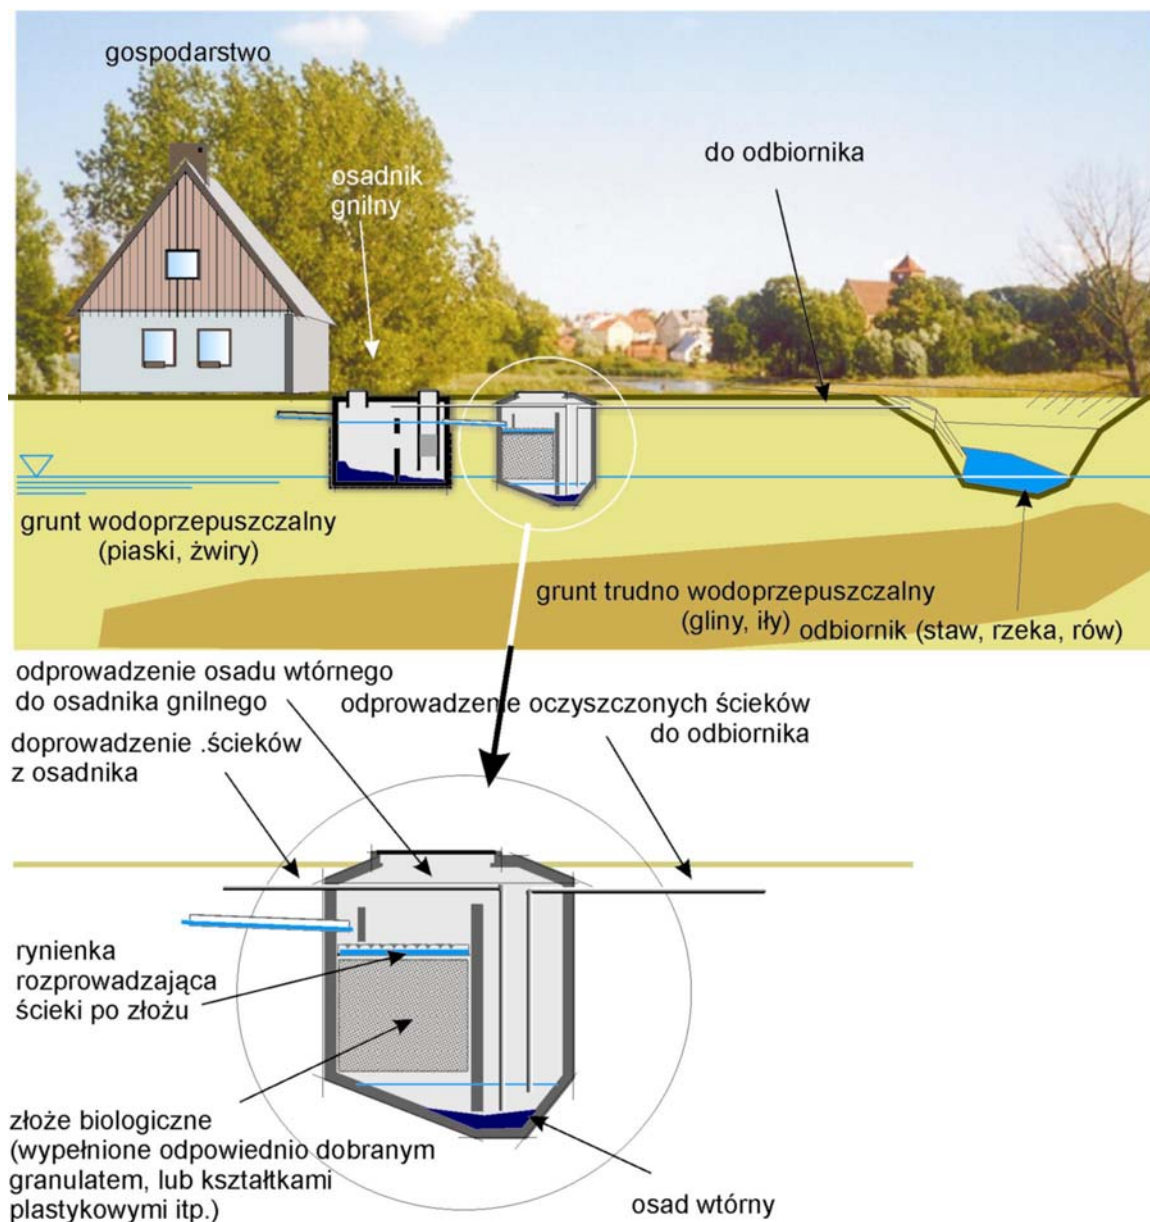 gospodarstwo
osadnik
gnilny
do odbiornika
grunt wodoprzepuszczalny
(piaski, żwiry)
grunt trudno wodoprzepuszczalny
(gliny, iły)
odbiornik (staw, rzeka, rów)
odprowadzenie osadu wtórnego
do osadnika gnilnego
odprowadzenie oczyszczonych ścieków
do odbiornika
doprowadzenie .ścieków
z osadnika
rynienka
rozprowadzająca
ścieki po złożu
złoże biologiczne
(wypełnione odpowiednio dobranym
granulatem, lub kształtkami
plastykowymi itp.)
osad wtórny